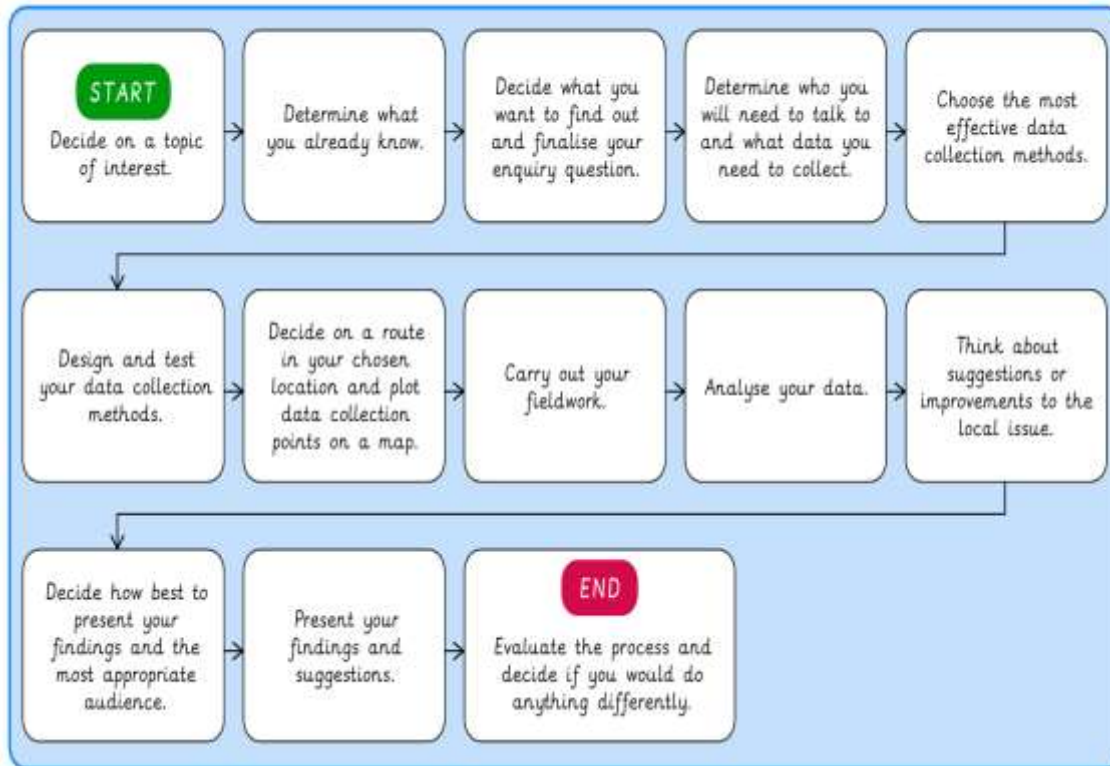 START
Decide on a topic
of interest.
Determine what
you already know.
Decide what you
want to find out
and finalise your
enquiry question.
Determine who you
will need to talk to
and what data you
need to collect.
Choose the most
effective data
collection methods.
Design and test
your data collection
methods.
Decide on a route
in your chosen
location and plot
data collection
points on a map.
Carry out your
fieldwork.
Analyse your data.
Think about
suggestions or
improvements to the
local issue.
Decide how best to
present your
findings and the
most appropriate
audience.
Present your
findings and
suggestions.
END
Evaluate the process and
decide if you would do
anything differently.